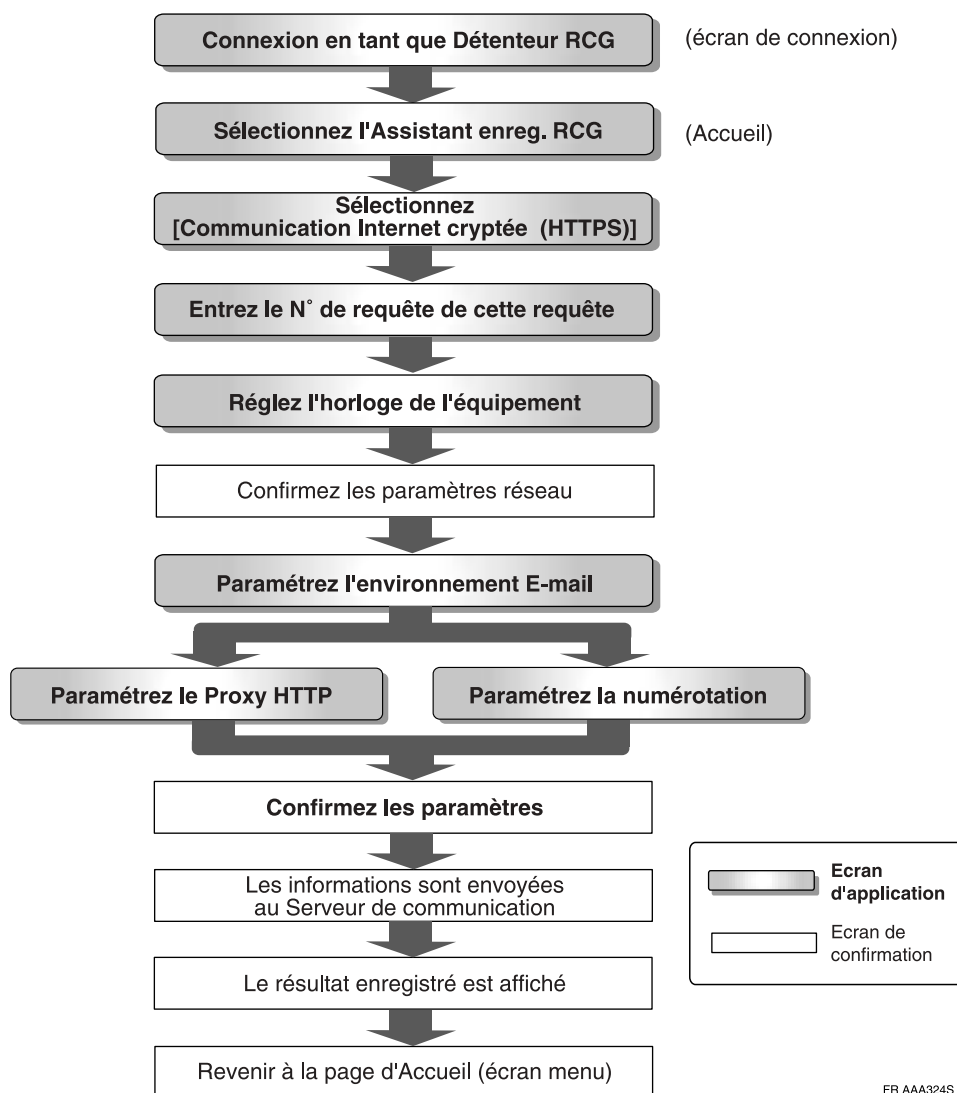 Connexion en tant que Détenteur RCG
(écran de connexion)
Sélectionnez l'Assistant enreg. RCG
(Accueil)
Sélectionnez
[Communication Internet cryptée (HTTPS)]
Entrez le N° de requête de cette requête
Réglez l'horloge de l'équipement
Confirmez les paramètres réseau
Paramétrez l'environnement E-mail
Paramétrez le Proxy HTTP
Paramétrez la numérotation
Confirmez les paramètres
Les informations sont envoyées
au Serveur de communication
Le résultat enregistré est affiché
Revenir à la page d'Accueil (écran menu)
Ecran
d'application
Ecran de
confirmation
FR AAA324S